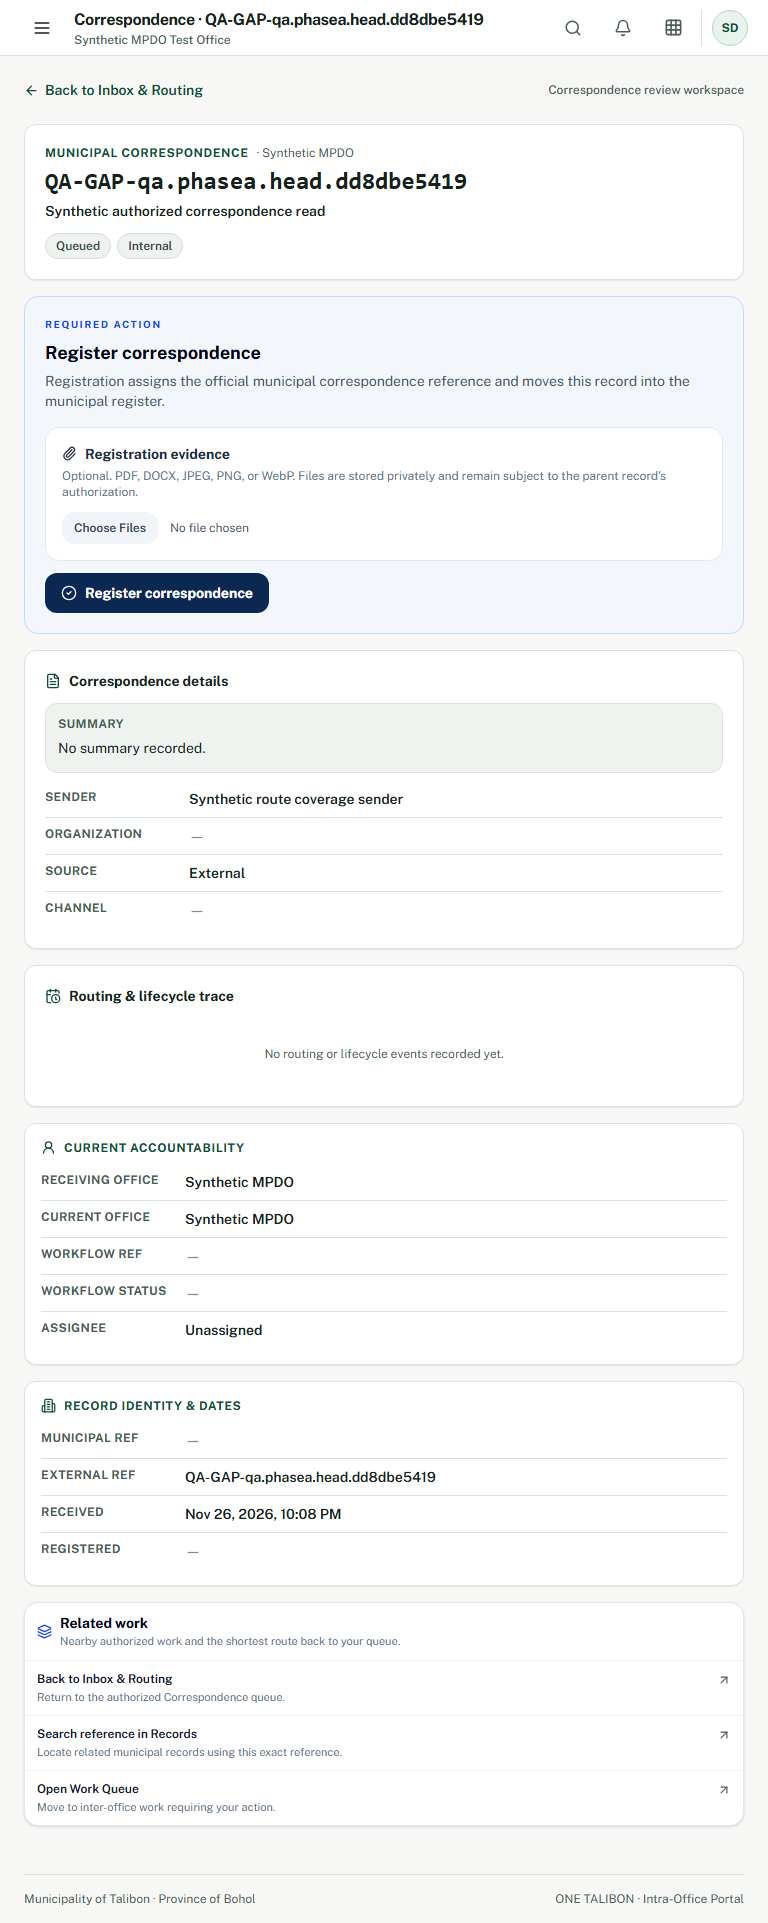 Correspondence · QA-GAP-qa.phasea.head.dd8dbe5419
Synthetic MPDO Test Office
SD
Back to Inbox & Routing
Correspondence review workspace
MUNICIPAL CORRESPONDENCE · Synthetic MPDO
QA-GAP-qa.phasea.head.dd8dbe5419
Synthetic authorized correspondence read
Queued
Internal
REQUIRED ACTION
Register correspondence
Registration assigns the official municipal correspondence reference and moves this record into the
municipal register.
Registration evidence
Optional. PDF, DOCX, JPEG, PNG, or WebP. Files are stored privately and remain subject to the parent record's
authorization.
Choose Files No file chosen
Register correspondence
Correspondence details
SUMMARY
No summary recorded.
SENDER Synthetic route coverage sender
ORGANIZATION —
SOURCE External
CHANNEL —
Routing & lifecycle trace
No routing or lifecycle events recorded yet.
CURRENT ACCOUNTABILITY
RECEIVING OFFICE Synthetic MPDO
CURRENT OFFICE Synthetic MPDO
WORKFLOW REF —
WORKFLOW STATUS —
ASSIGNEE Unassigned
RECORD IDENTITY & DATES
MUNICIPAL REF —
EXTERNAL REF QA-GAP-qa.phasea.head.dd8dbe5419
RECEIVED Nov 26, 2026, 10:08 PM
REGISTERED —
Related work
Nearby authorized work and the shortest route back to your queue.
Back to Inbox & Routing
Return to the authorized Correspondence queue.
Search reference in Records
Locate related municipal records using this exact reference.
Open Work Queue
Move to inter-office work requiring your action.
Municipality of Talibon · Province of Bohol
ONE TALIBON · Intra-Office Portal